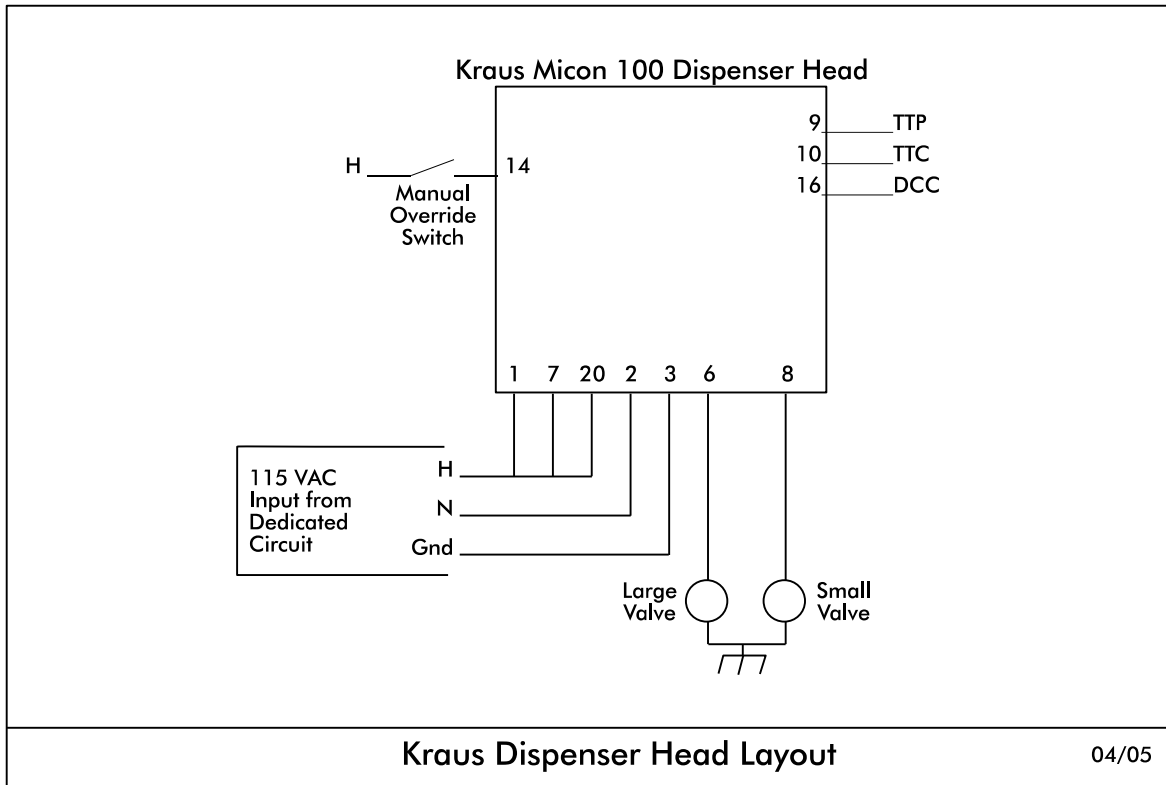 Kraus Micon 100 Dispenser Head
9 TTP
10 TTC
16 DCC
H
14
Manual
Override
Switch
1 7 20 2 3 6 8
115 VAC
Input from
Dedicated
Circuit
H
N
Gnd
Large
Valve
Small
Valve
Kraus Dispenser Head Layout
04/05